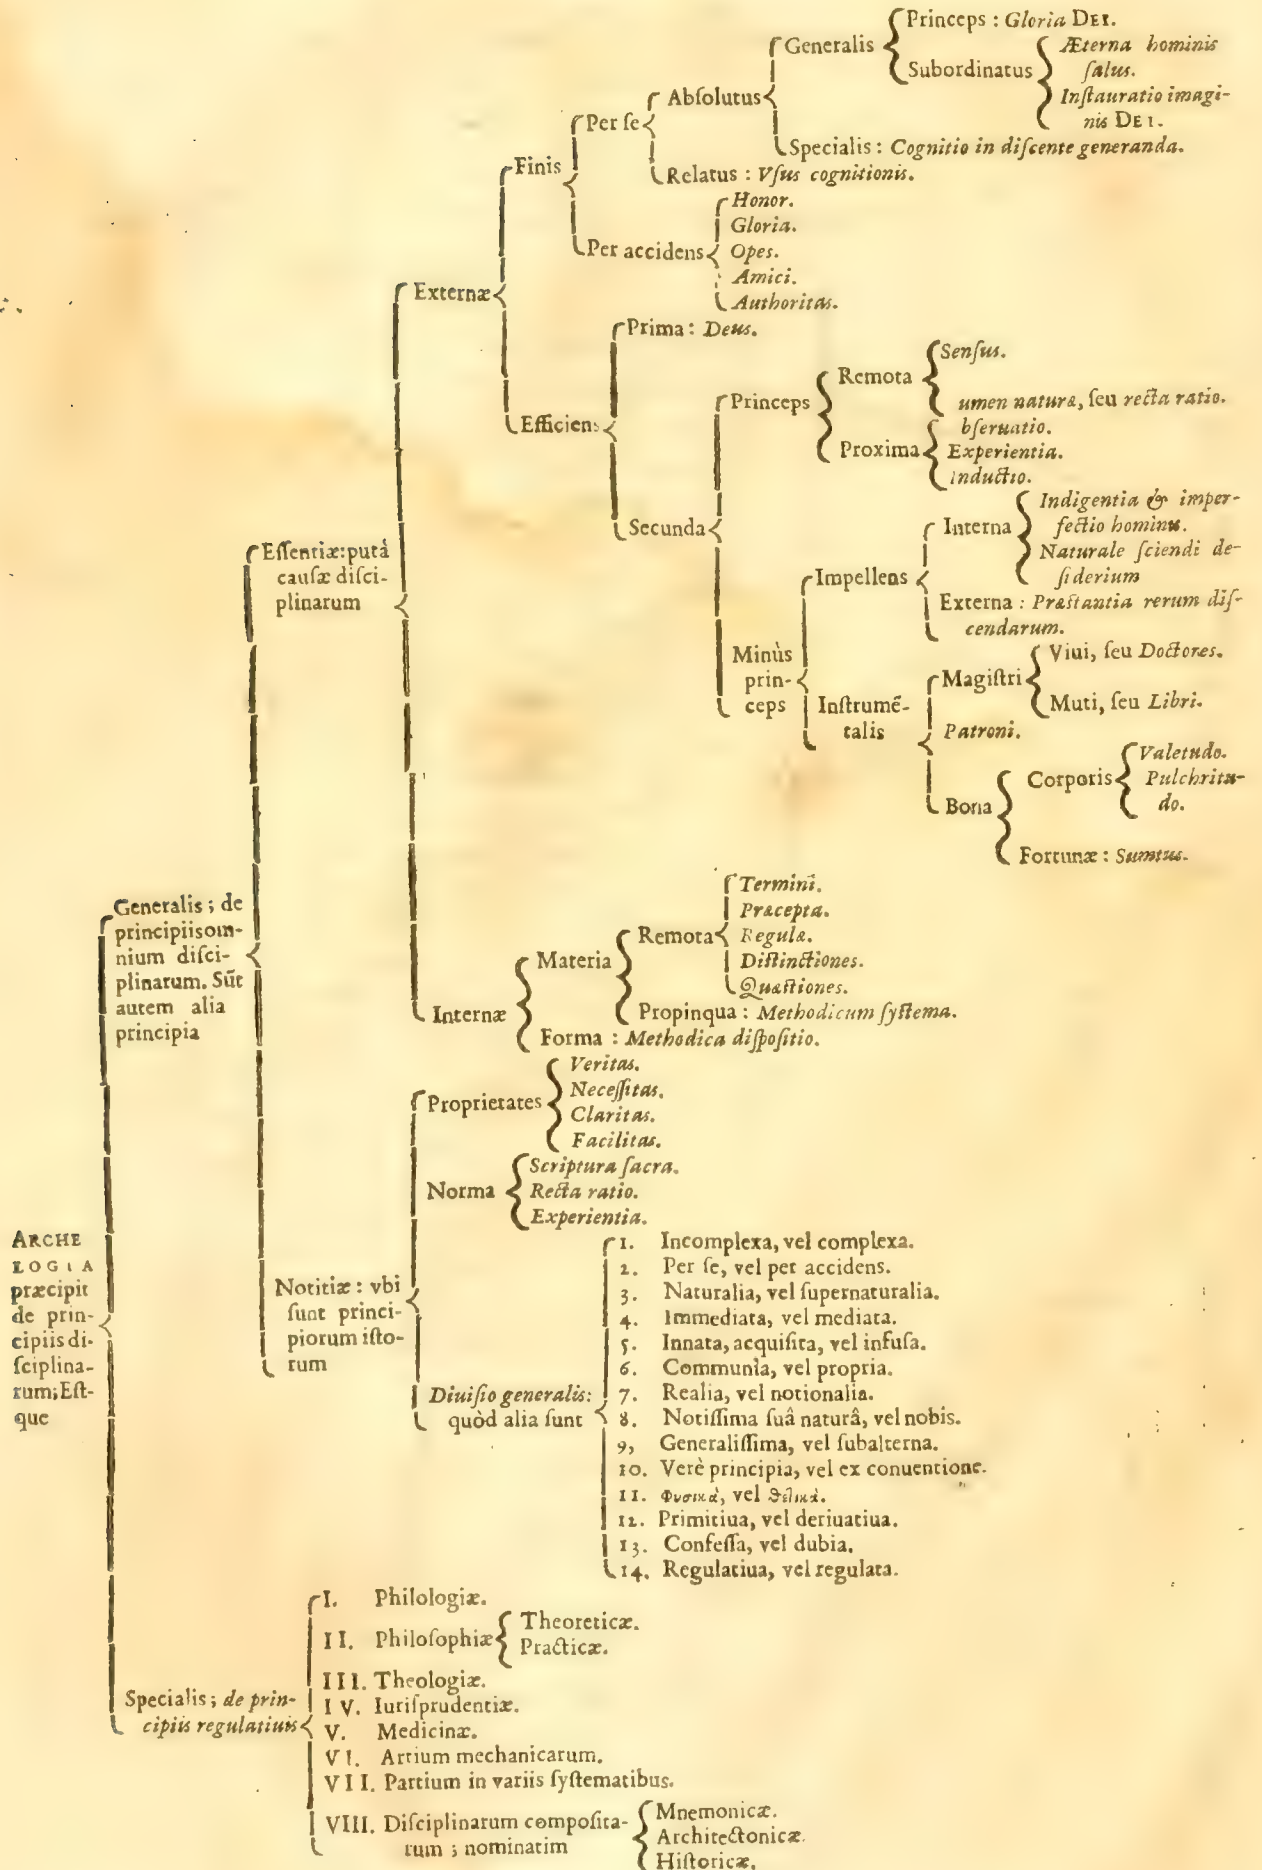 Princeps : Gloria DEI.
Generalis
Subordinatus
Æterna hominis
ſalus.
Inſtauratio imagi-
nis DEI.
Abſolutus
Per ſe
Specialis : Cognitio in diſcente generanda.
Finis
Relatus : Vſus cognitionis.
Honor.
Gloria.
Per accidens
Opes.
Amici.
Authoritas.
Externæ
Prima : Deus.
Efficiens
Senſus.
Remota
umen naturæ, ſeu recta ratio.
Princeps
bſeruatio.
Proxima
Experientia.
Inductio.
Secunda
Indigentia & imper-
Interna
fectio hominis.
Naturale ſciendi de-
ſiderium
Impellens
Externa : Præſtantia rerum diſ-
cendarum.
Minùs
prin-
ceps
Viui, ſeu Doctores.
Magiſtri
Muti, ſeu Libri.
Inſtrumē-
talis
Patroni.
Valetudo.
Corporis
Pulchritu-
do.
Bona
Fortunæ : Sumtus.
Eſſentiæ: putà
cauſæ diſci-
plinarum
Generalis ; de
principiisom-
nium diſci-
plinarum. Sūt
autem alia
principia
Termini.
Præcepta.
Remota
Regulæ.
Diſtinctiones.
Quæſtiones.
Materia
Internæ
Propinqua : Methodicum ſyſtema.
Forma : Methodica diſpoſitio.
Veritas.
Proprietates
Neceſſitas.
Claritas.
Facilitas.
Scriptura ſacra.
Norma
Recta ratio.
Experientia.
Notitiæ : vbi
ſunt princi-
piorum iſto-
rum
Diuiſio generalis:
quòd alia ſunt
1. Incomplexa, vel complexa.
2. Per ſe, vel per accidens.
3. Naturalia, vel ſupernaturalia.
4. Immediata, vel mediata.
5. Innata, acquiſita, vel infuſa.
6. Communia, vel propria.
7. Realia, vel notionalia.
8. Notiſſima ſuâ naturâ, vel nobis.
9, Generaliſſima, vel ſubalterna.
10. Verè principia, vel ex conuentione.
11. Φυσικὰ, vel θετικὰ.
12. Primitiua, vel deriuatiua.
13. Confeſſa, vel dubia.
14. Regulatiua, vel regulata.
ARCHE
LOGIA
præcipit
de prin-
cipiis di-
ſciplina-
rum; Eſt-
que
Specialis ; de prin-
cipiis regulatiuis
I. Philologiæ.
II. Philoſophiæ
Theoreticæ.
Practicæ.
III. Theologiæ.
IV. Iuriſprudentiæ.
V. Medicinæ.
VI. Artium mechanicarum.
VII. Partium in variis ſyſtematibus.
VIII. Diſciplinarum compoſita-
rum ; nominatim
Mnemonicæ.
Architectonicæ.
Hiſtoricæ.